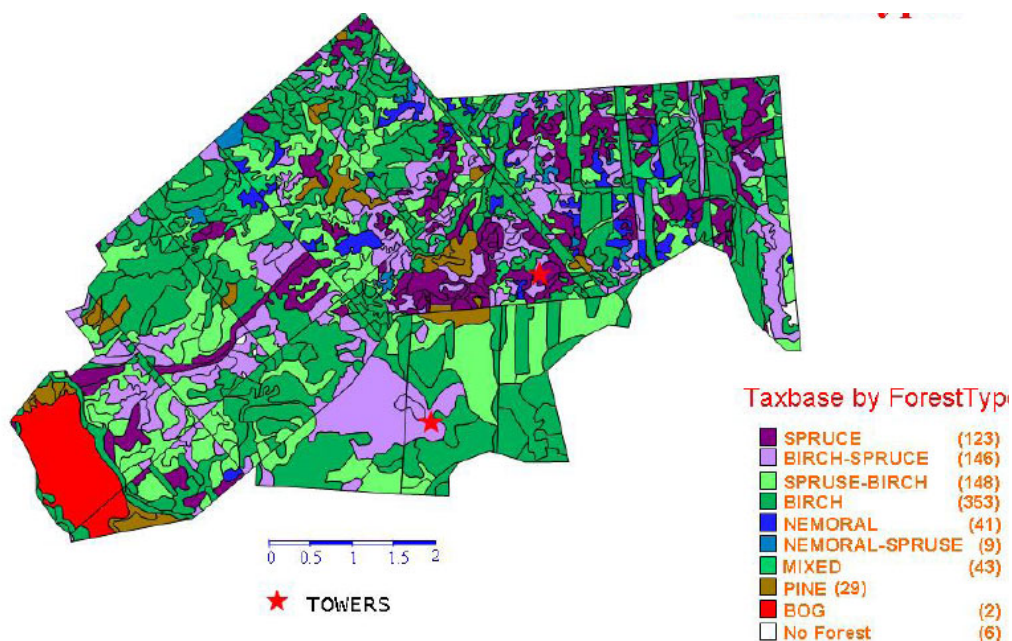 Taxbase by ForestType
SPRUCE (123)
BIRCH-SPRUCE (146)
SPRUSE-BIRCH (148)
BIRCH (353)
NEMORAL (41)
NEMORAL-SPRUSE (9)
MIXED (43)
PINE (29)
BOG (2)
No Forest (6)
0 0.5 1 1.5 2
TOWERS